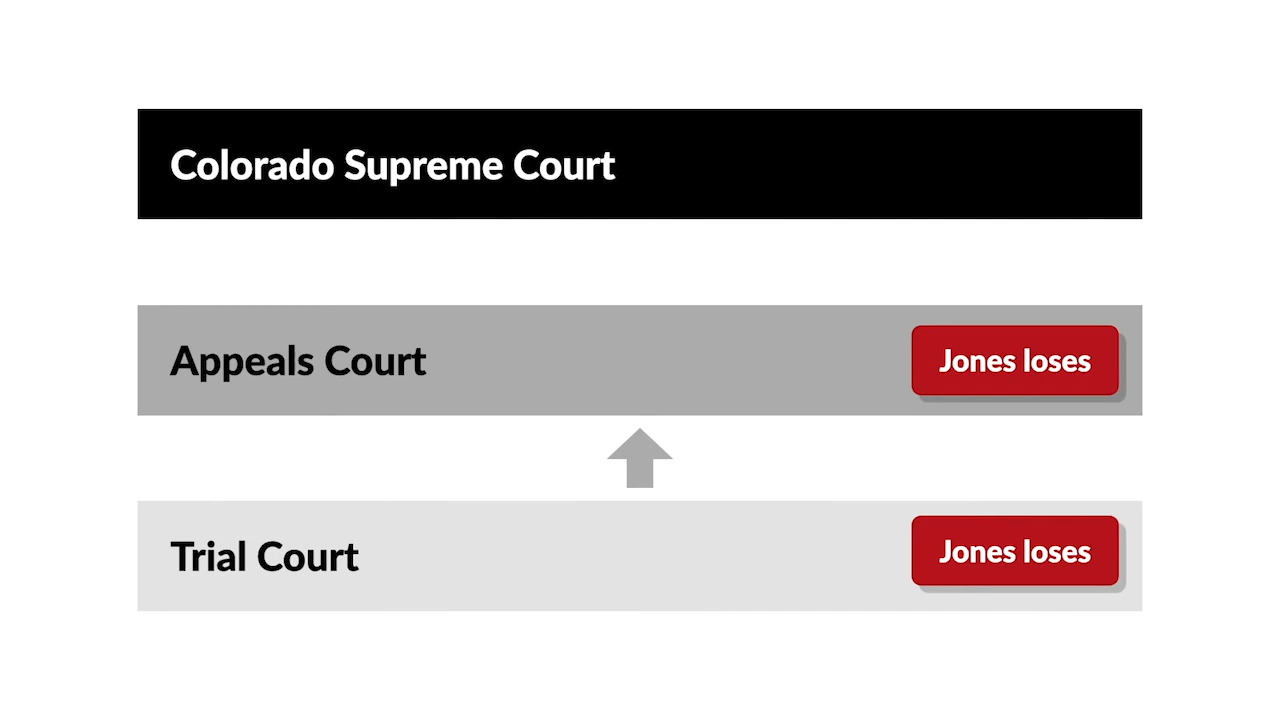 Colorado Supreme Court
Appeals Court
Jones loses
Trial Court
Jones loses